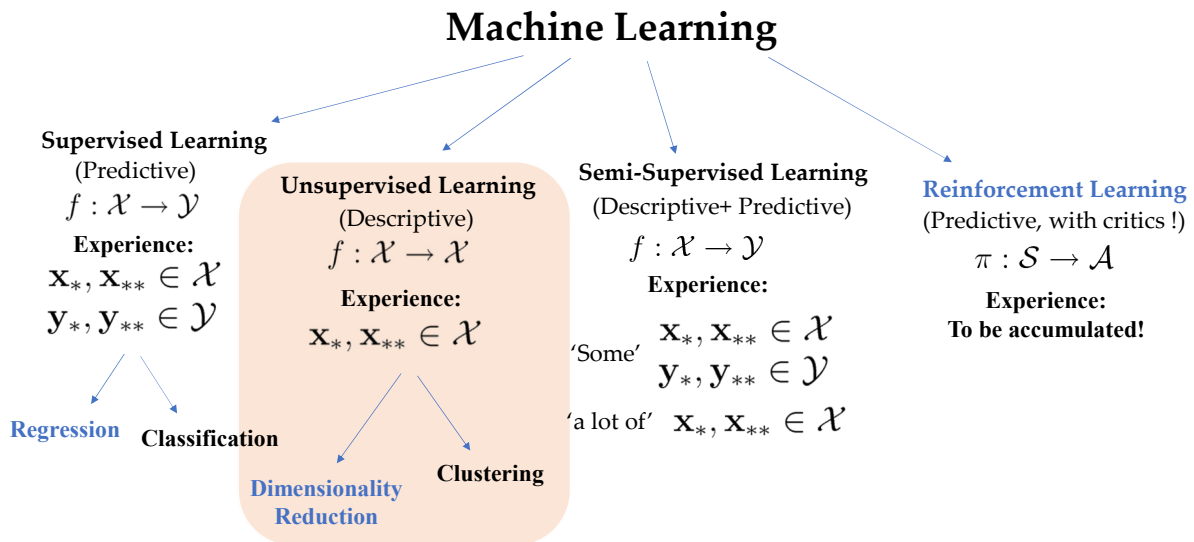 Machine Learning
Supervised Learning
(Predictive)
f : 𝒳 → 𝒴
Experience:
x∗, x∗∗ ∈ 𝒳
y∗, y∗∗ ∈ 𝒴
Regression
Classification
Unsupervised Learning
(Descriptive)
f : 𝒳 → 𝒳
Experience:
x∗, x∗∗ ∈ 𝒳
Dimensionality
Reduction
Clustering
Semi-Supervised Learning
(Descriptive+ Predictive)
f : 𝒳 → 𝒴
Experience:
‘Some’
x∗, x∗∗ ∈ 𝒳
y∗, y∗∗ ∈ 𝒴
‘a lot of’ x∗, x∗∗ ∈ 𝒳
Reinforcement Learning
(Predictive, with critics !)
π : 𝒮 → 𝒜
Experience:
To be accumulated!